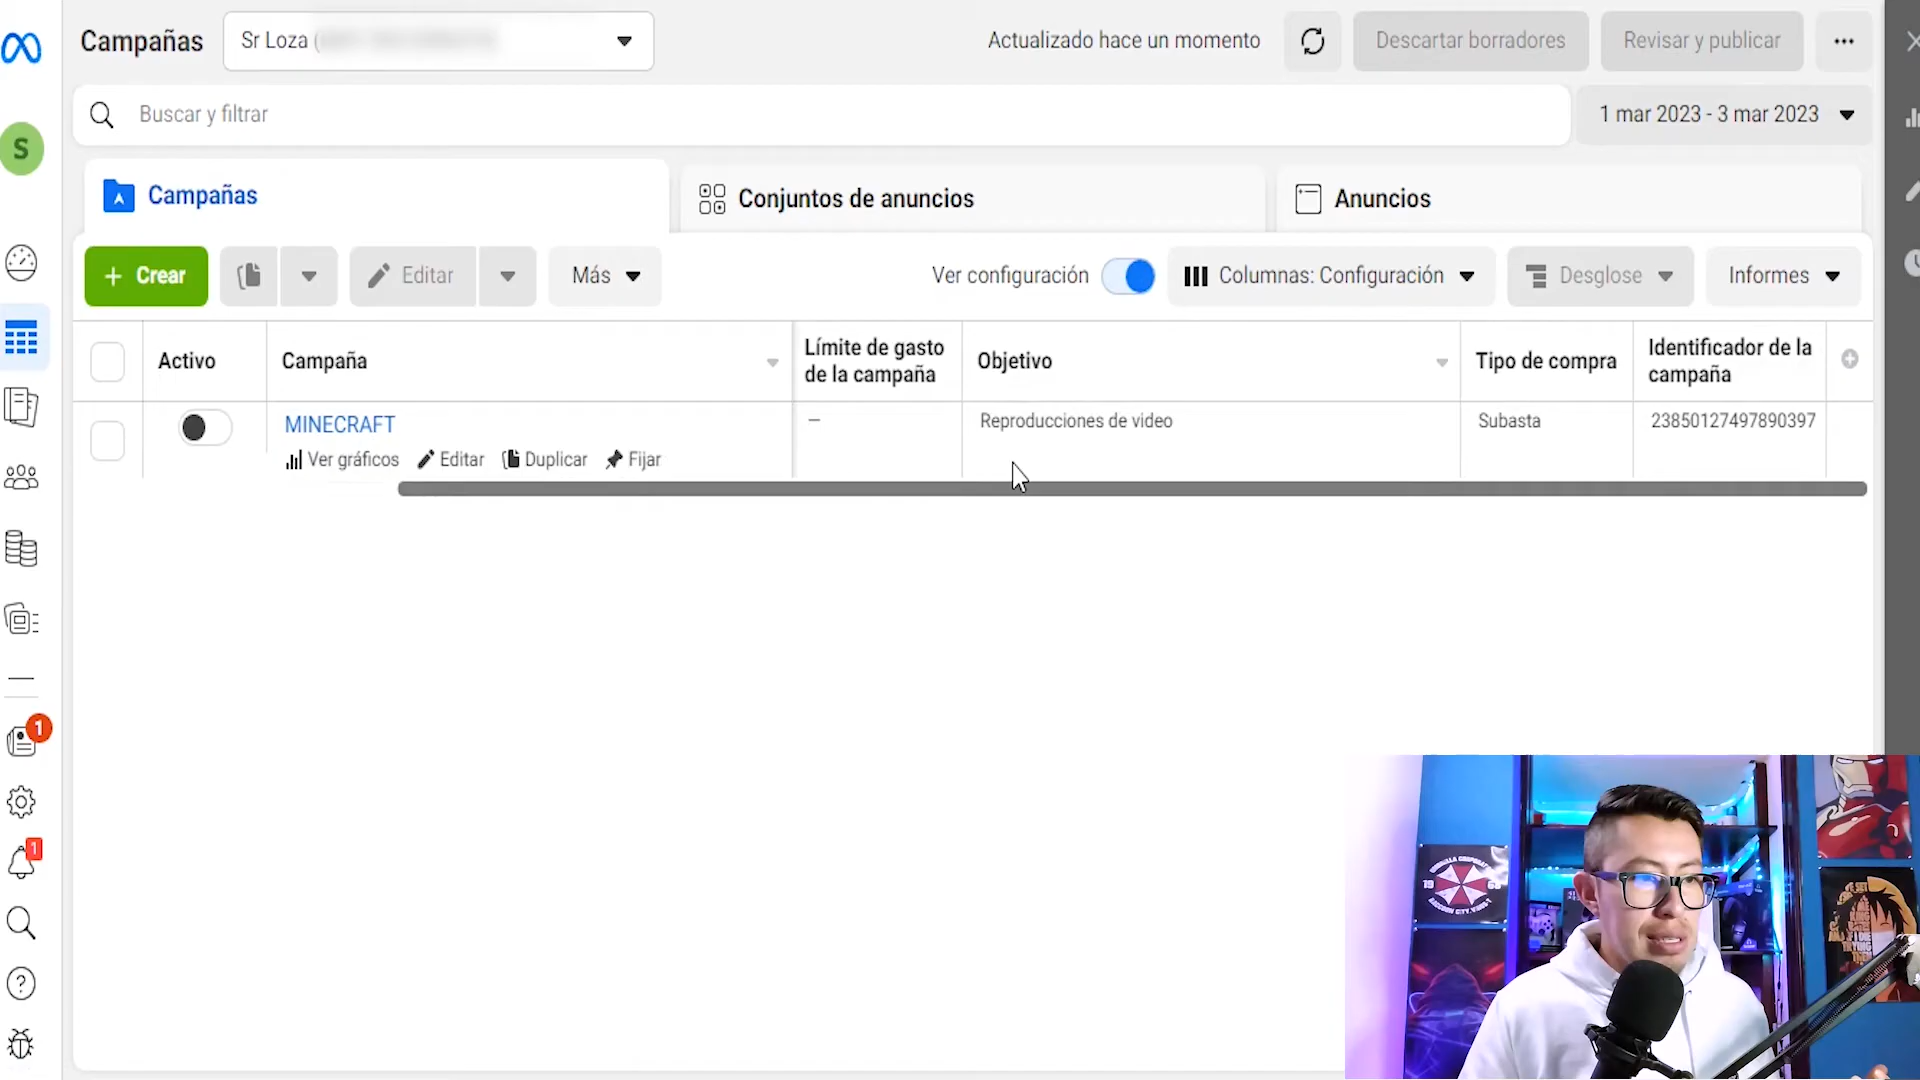 Campañas
Sr Loza (
Actualizado hace un momento
Descartar borradores
Revisar y publicar
S
Buscar y filtrar
1 mar 2023 - 3 mar 2023
Campañas
Conjuntos de anuncios
Anuncios
+ Crear
Editar
Más
Ver configuración
Columnas: Configuración
Desglose
Informes
Activo
Campaña
Límite de gasto
de la campaña
Objetivo
Tipo de compra
Identificador de la
campaña
MINECRAFT
—
Reproducciones de video
Subasta
23850127497890397
Ver gráficos
Editar
Duplicar
Fijar
1
1